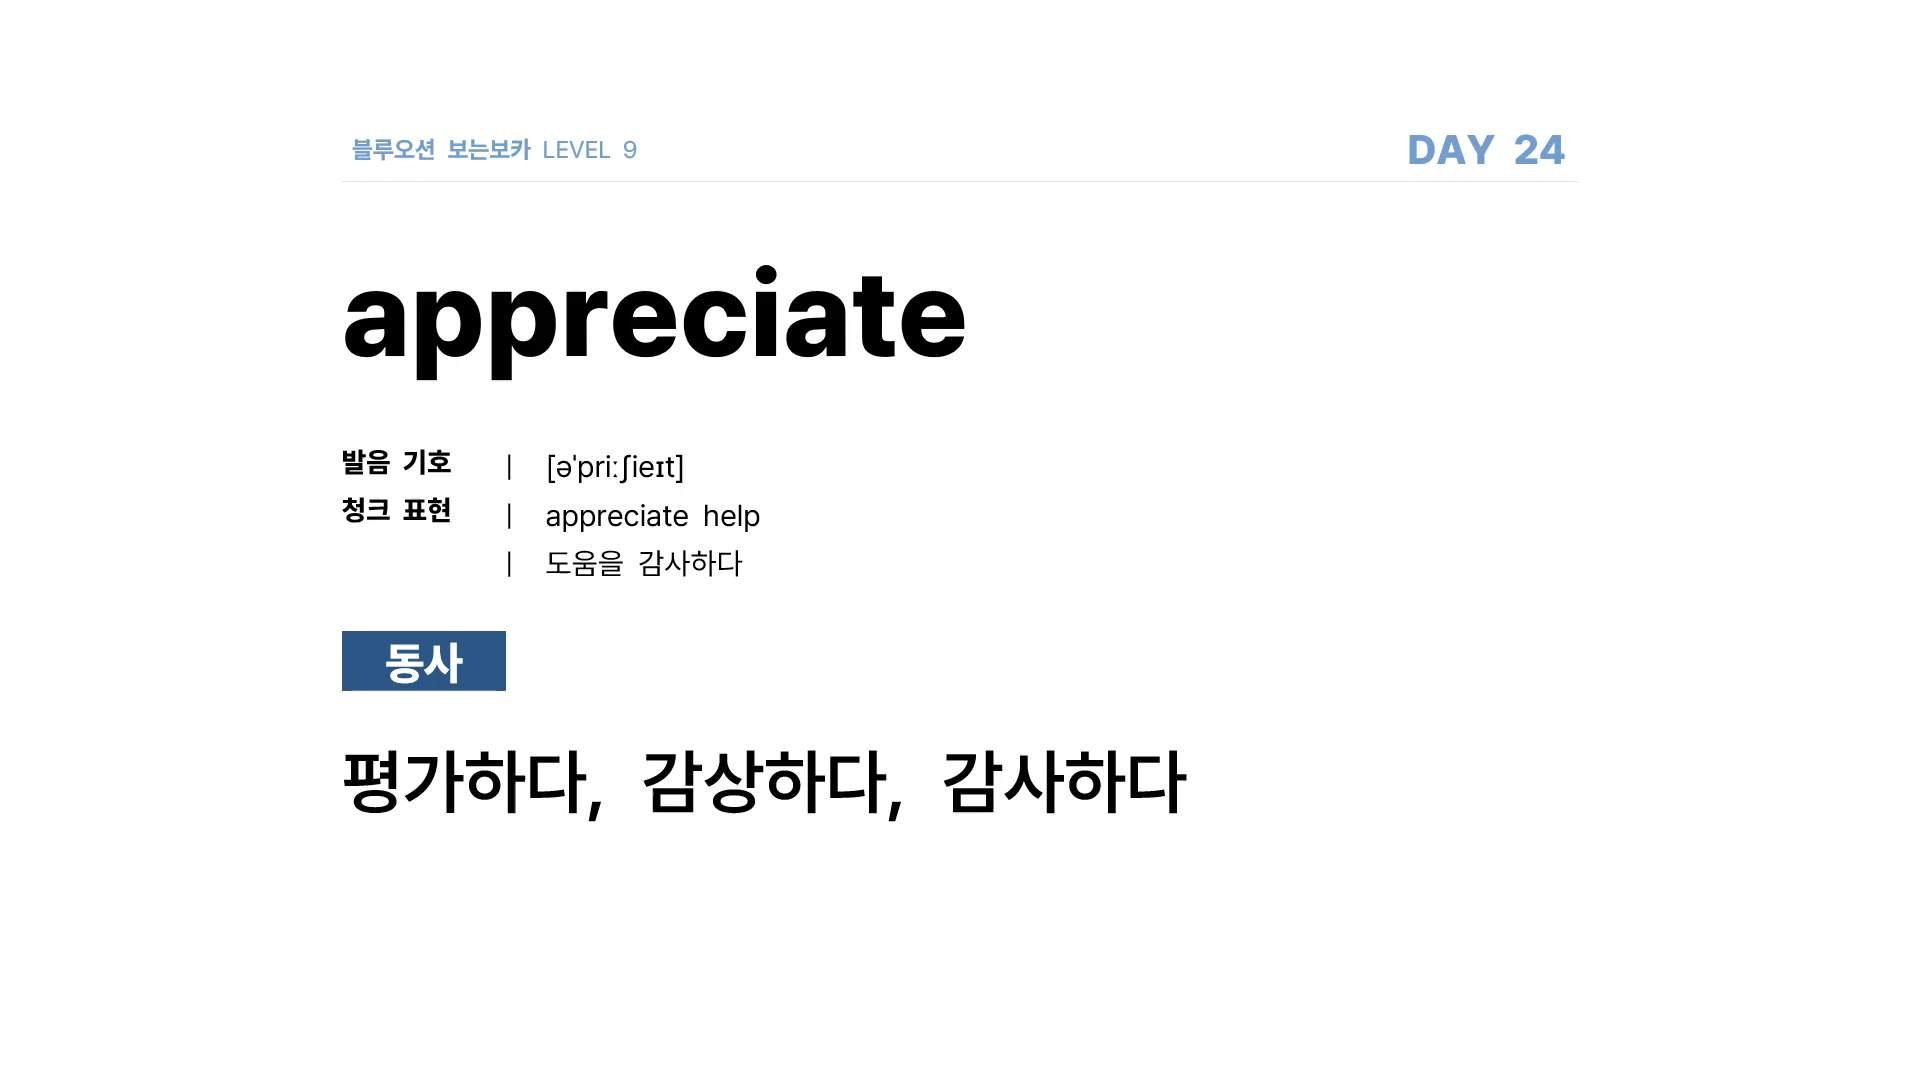 블루오션 보는보카 LEVEL 9
DAY 24
appreciate
발음 기호 | [ə'priːʃieɪt]
청크 표현 | appreciate help
| 도움을 감사하다
동사
평가하다, 감상하다, 감사하다